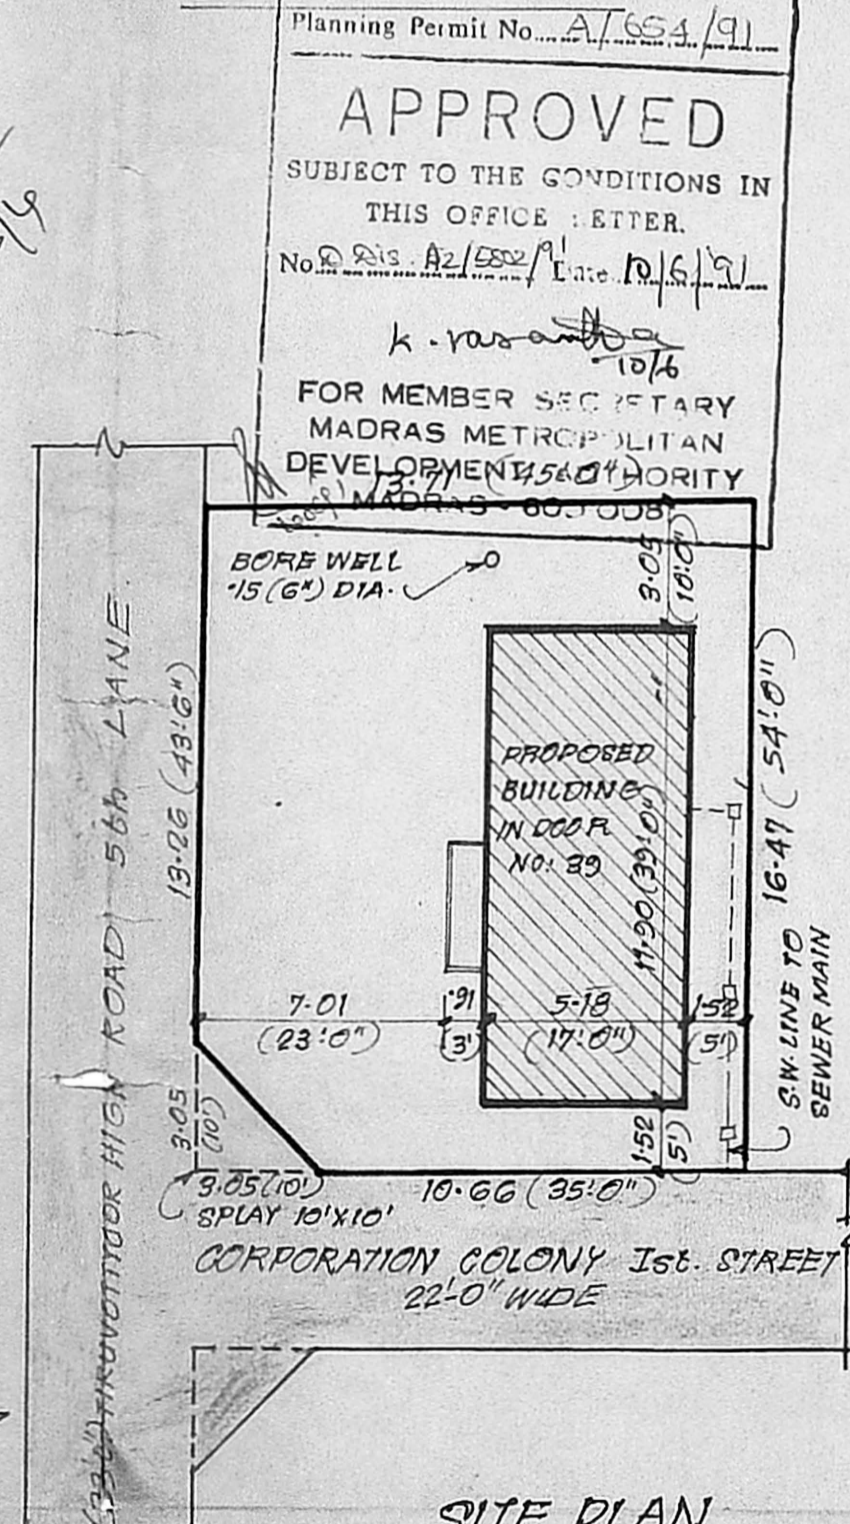 Planning Permit No. A/654/91
APPROVED
SUBJECT TO THE CONDITIONS IN
THIS OFFICE LETTER.
No. D Dis. A2/5802/91 Date 10/6/91
K. Vasantha
10/6
FOR MEMBER SECRETARY
MADRAS METROPOLITAN
DEVELOPMENT AUTHORITY
MADRAS - 600 008
13.71 (45'0")
BORE WELL
.15 (6") DIA.
3.05
(10'0")
13.26 (43'.6")
16.47 (54'.0")
PROPOSED
BUILDING
IN DOOR
NO: 39
11.90 (39'.0")
7.01
(23'.0")
.91
(3')
5.18
(17'.0")
1.52
(5')
S.W. LINE TO
SEWER MAIN
3.05
(10')
1.52
(5')
3.05 (10')
10.66 (35'.0")
SPLAY 10'X10'
CORPORATION COLONY Ist. STREET
22'-0" WIDE
TIRUVOTTIYOOR HIGH ROAD 5th LANE.
SITE PLAN